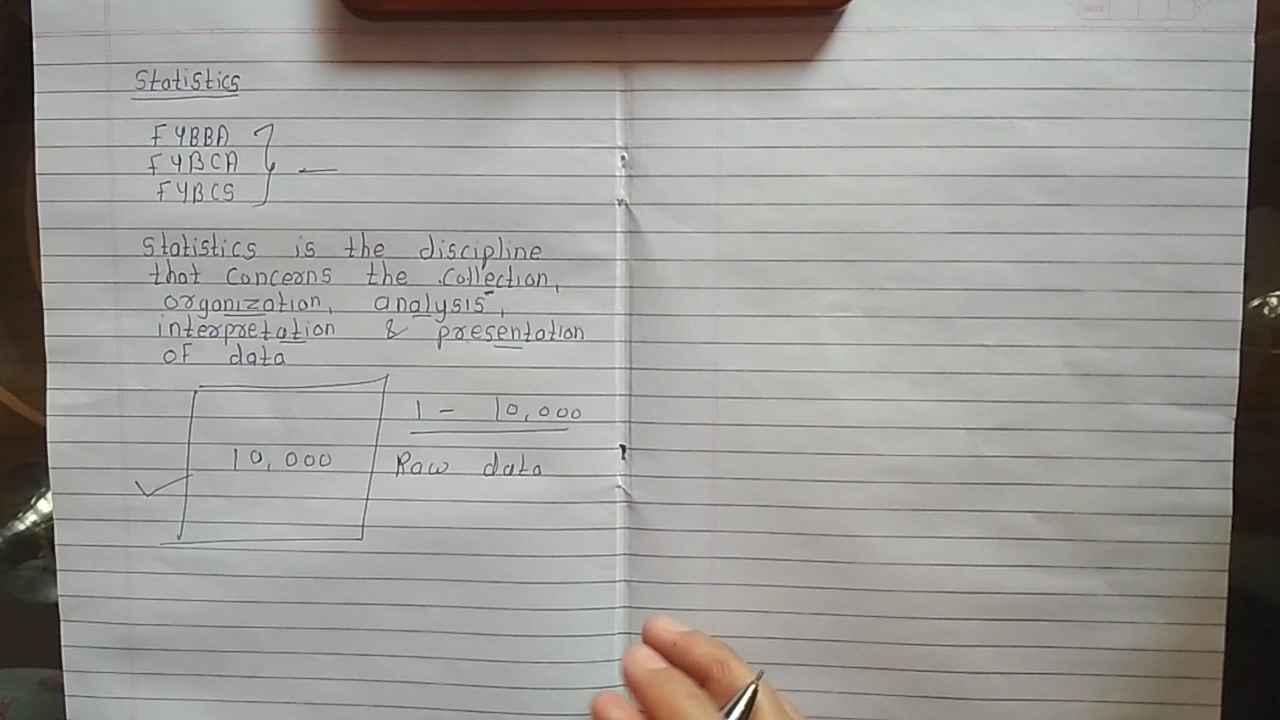 Statistics
FYBBA
FYBCA
FYBCS
Statistics is the discipline
that concerns the collection,
organization, analysis,
interpretation & presentation
of data
1 - 10,000
10,000
Raw data
DATE